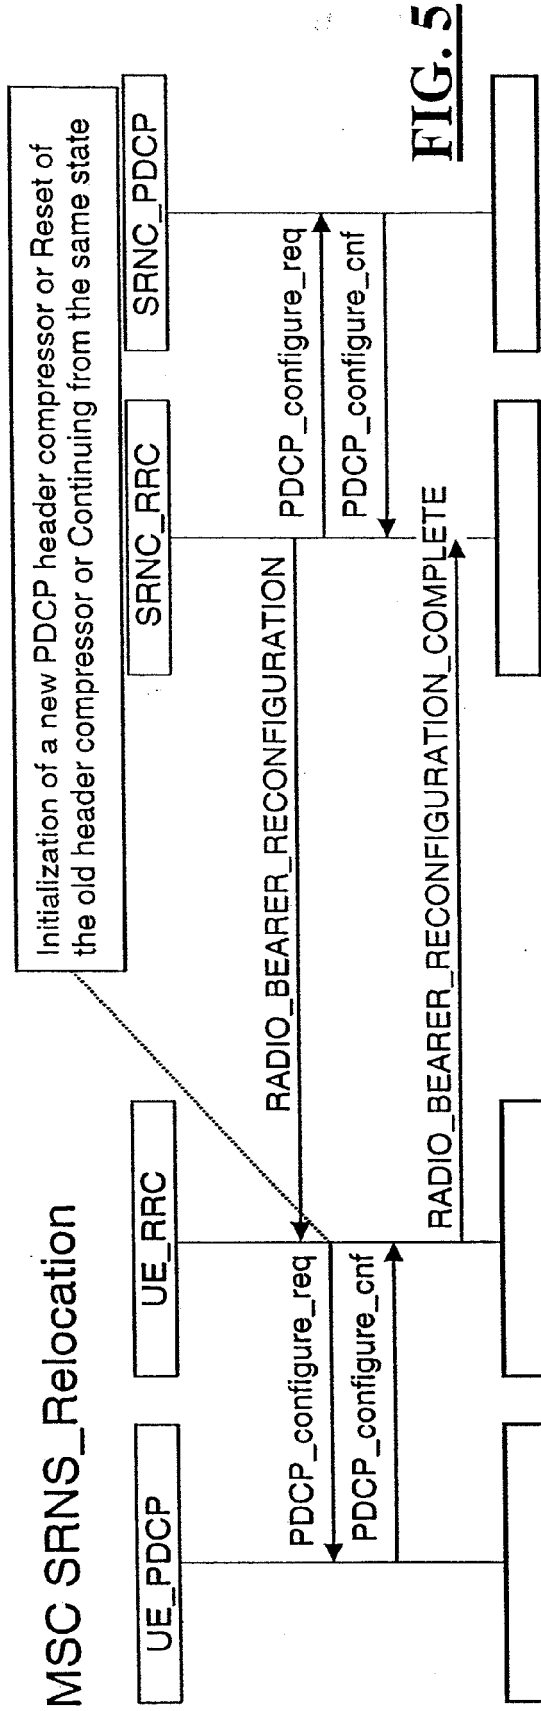 MSC SRNS_Relocation
Initialization of a new PDCP header compressor or Reset of
the old header compressor or Continuing from the same state
UE_PDCP
UE_RRC
SRNC_RRC
SRNC_PDCP
RADIO_BEARER_RECONFIGURATION
PDCP_configure_req
PDCP_configure_req
PDCP_configure_cnf
PDCP_configure_cnf
RADIO_BEARER_RECONFIGURATION_COMPLETE
FIG. 5